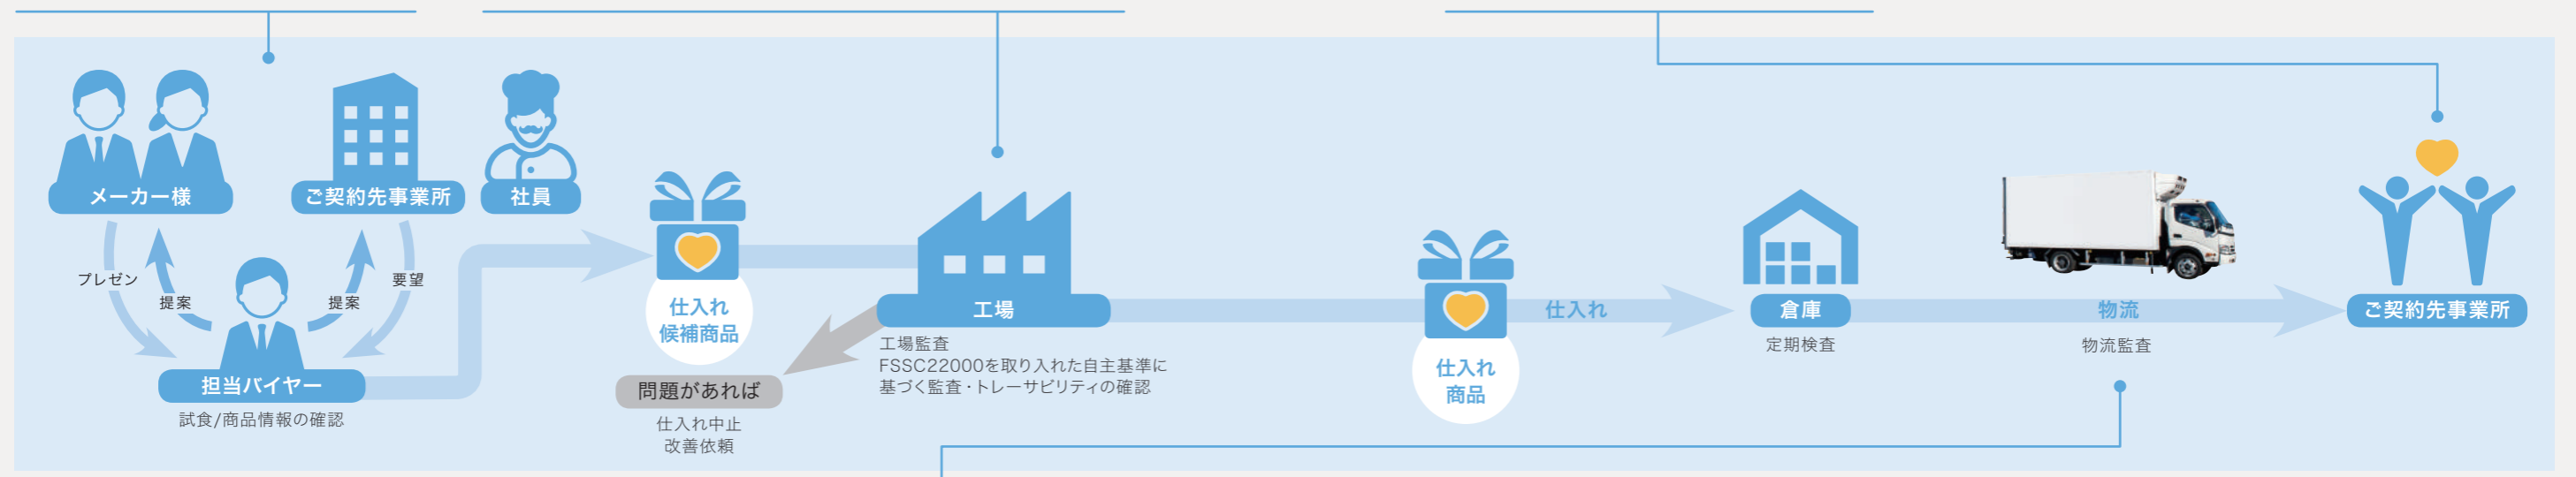 メーカー様
ご契約先事業所
社員
プレゼン
提案
提案
要望
担当バイヤー
試食/商品情報の確認
仕入れ
候補商品
問題があれば
仕入れ中止
改善依頼
工場
工場監査
FSSC22000を取り入れた自主基準に
基づく監査・トレーサビリティの確認
仕入れ
商品
仕入れ
倉庫
定期検査
物流
物流監査
ご契約先事業所